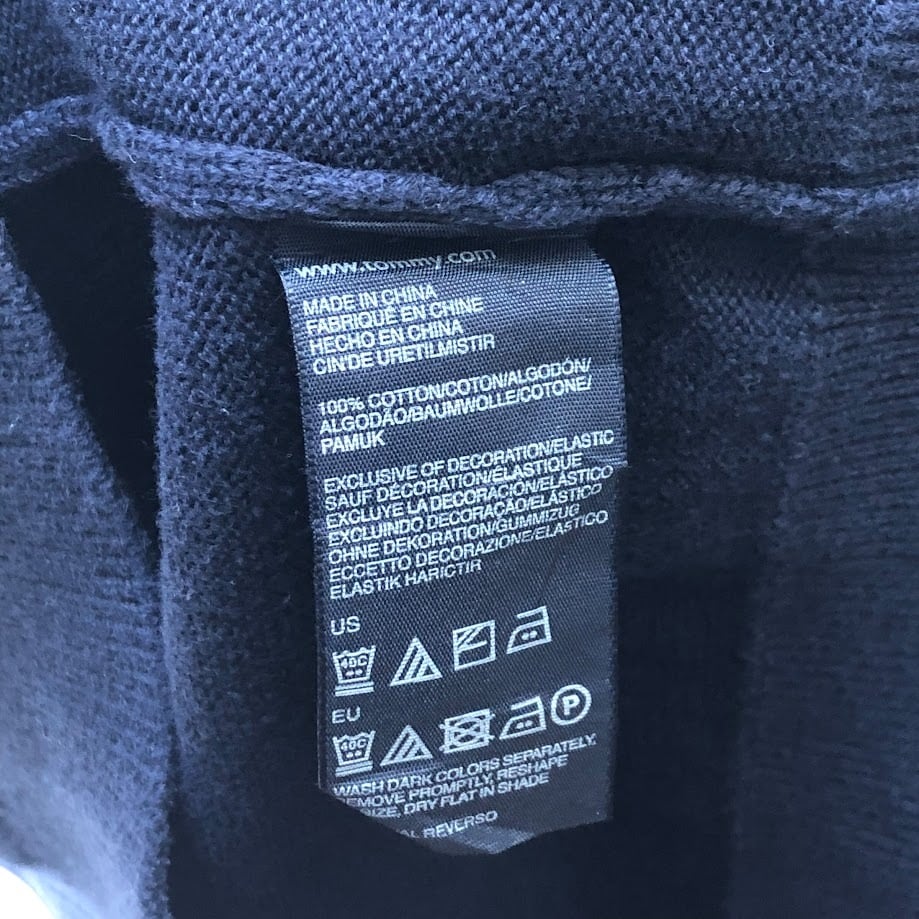 www.tommy.com
MADE IN CHINA
FABRIQUÉ EN CHINE
HECHO EN CHINA
CIN'DE URETILMISTIR
100% COTTON/COTON/ALGODÓN/
ALGODÃO/BAUMWOLLE/COTONE/
PAMUK
EXCLUSIVE OF DECORATION/ELASTIC
SAUF DÉCORATION/ÉLASTIQUE
EXCLUYE LA DECORACIÓN/ELÁSTICO
EXCLUINDO DECORAÇÃO/ELÁSTICO
OHNE DEKORATION/GUMMIZUG
ECCETTO DECORAZIONE/ELASTICO
ELASTIK HARICTIR
US
40C
EU
40C P
WASH DARK COLORS SEPARATELY,
REMOVE PROMPTLY, RESHAPE
DRY FLAT IN SHADE
REVERSO